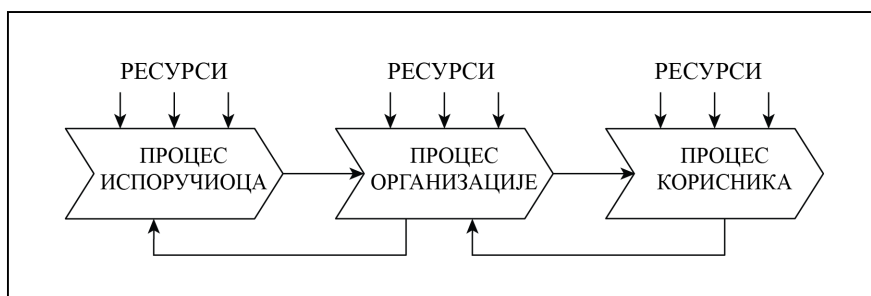 РЕСУРСИ
РЕСУРСИ
РЕСУРСИ
ПРОЦЕС
ИСПОРУЧИОЦА
ПРОЦЕС
ОРГАНИЗАЦИЈЕ
ПРОЦЕС
КОРИСНИКА